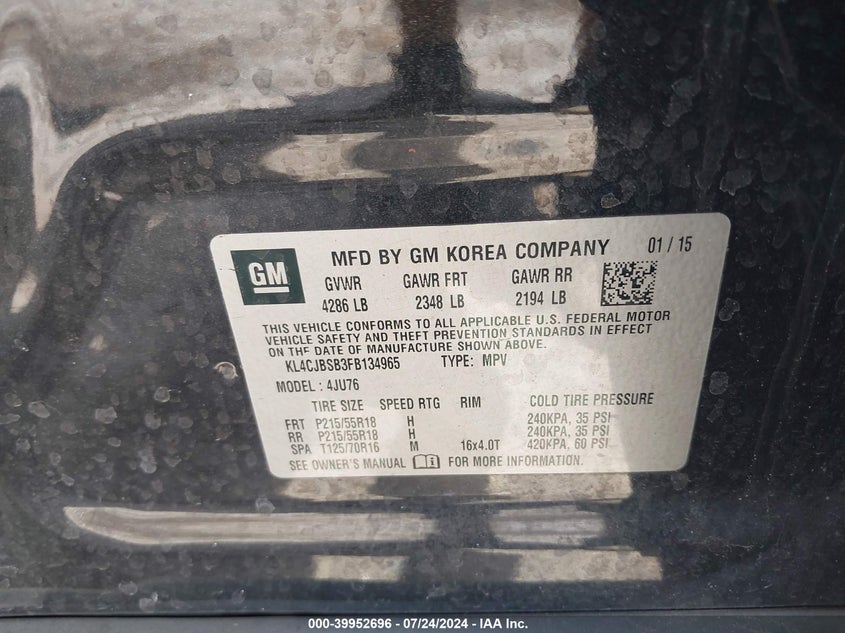 GM
MFD BY GM KOREA COMPANY 01 / 15
GVWR GAWR FRT GAWR RR
4286 LB 2348 LB 2194 LB
THIS VEHICLE CONFORMS TO ALL APPLICABLE U.S. FEDERAL MOTOR
VEHICLE SAFETY AND THEFT PREVENTION STANDARDS IN EFFECT
ON THE DATE OF MANUFACTURE SHOWN ABOVE.
KL4CJBSB3FB134965 TYPE: MPV
MODEL : 4JU76
TIRE SIZE SPEED RTG RIM COLD TIRE PRESSURE
FRT P215/55R18 H 240KPA, 35 PSI
RR P215/55R18 H 240KPA, 35 PSI
SPA T125/70R16 M 16x4.0T 420KPA, 60 PSI
SEE OWNER'S MANUAL FOR MORE INFORMATION.
000-39952696 - 07/24/2024 - IAA Inc.